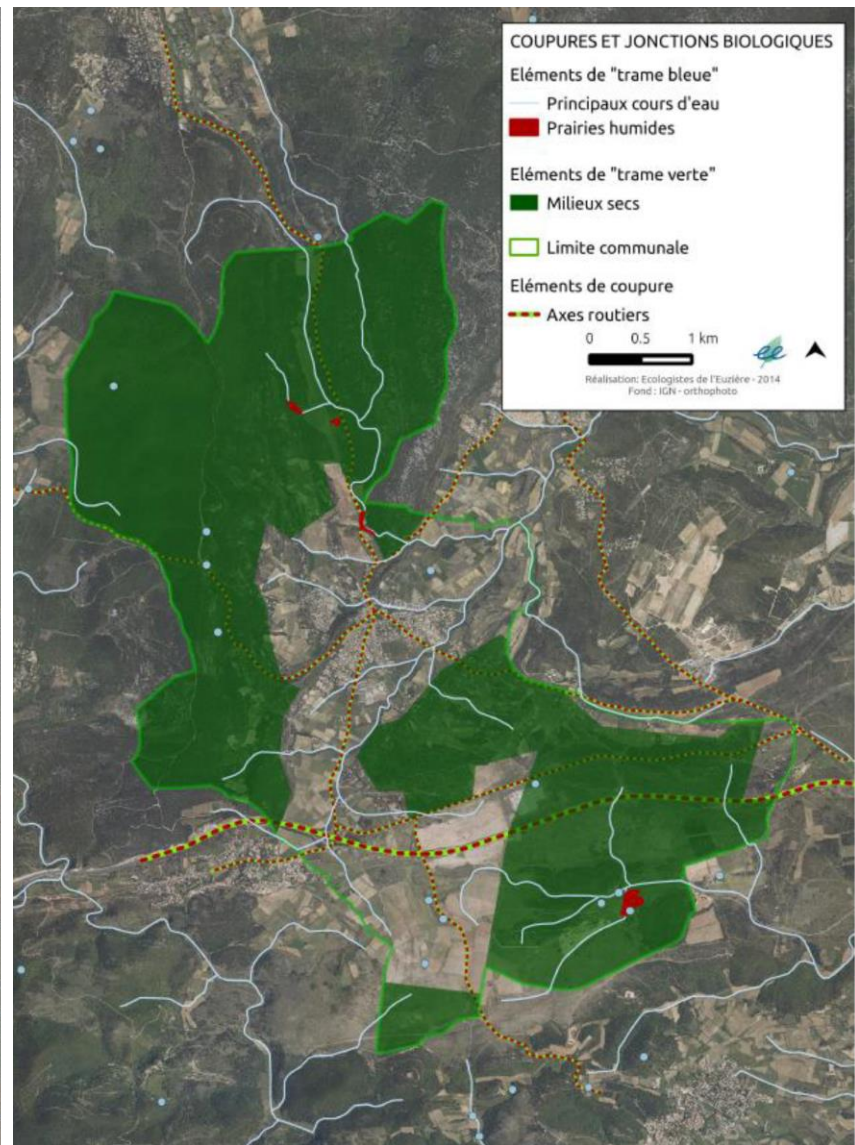 COUPURES ET JONCTIONS BIOLOGIQUES
Eléments de "trame bleue"
Principaux cours d'eau
Prairies humides
Eléments de "trame verte"
Milieux secs
Limite communale
Eléments de coupure
Axes routiers
0 0.5 1 km
ee
Réalisation: Ecologistes de l'Euzière - 2014
Fond : IGN - orthophoto